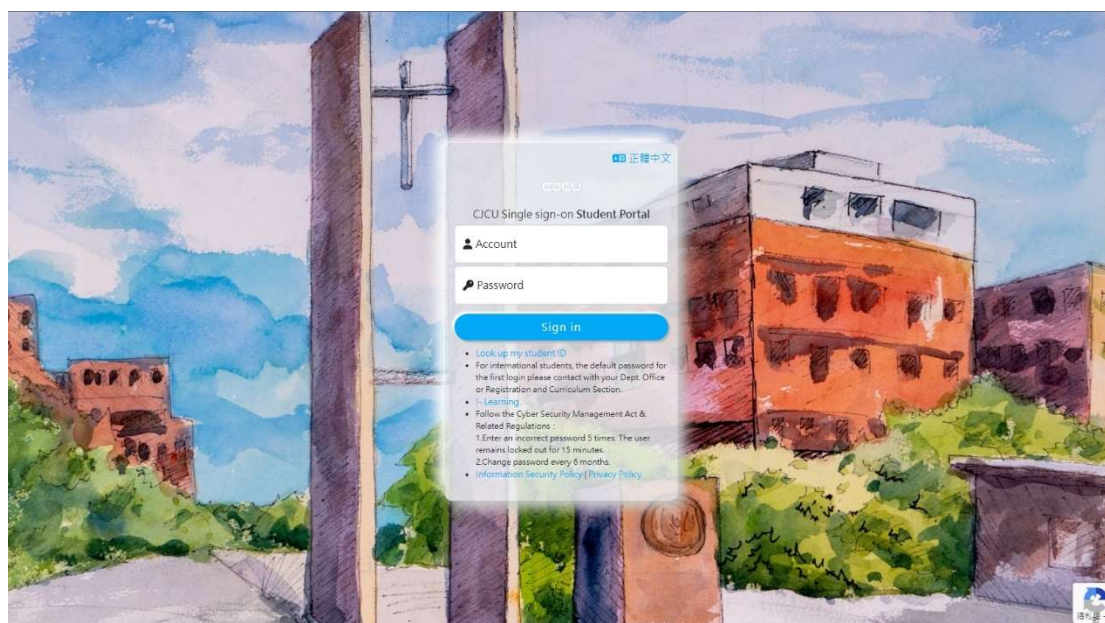 正體中文
CJCU
CJCU Single sign-on Student Portal
Account
Password
Sign in
Look up my student ID
For international students, the default password for
the first login please contact with your Dept. Office
or Registration and Curriculum Section.
I- Learning
Follow the Cyber Security Management Act &
Related Regulations :
1.Enter an incorrect password 5 times. The user
remains locked out for 15 minutes.
2.Change password every 6 months.
Information Security Policy | Privacy Policy